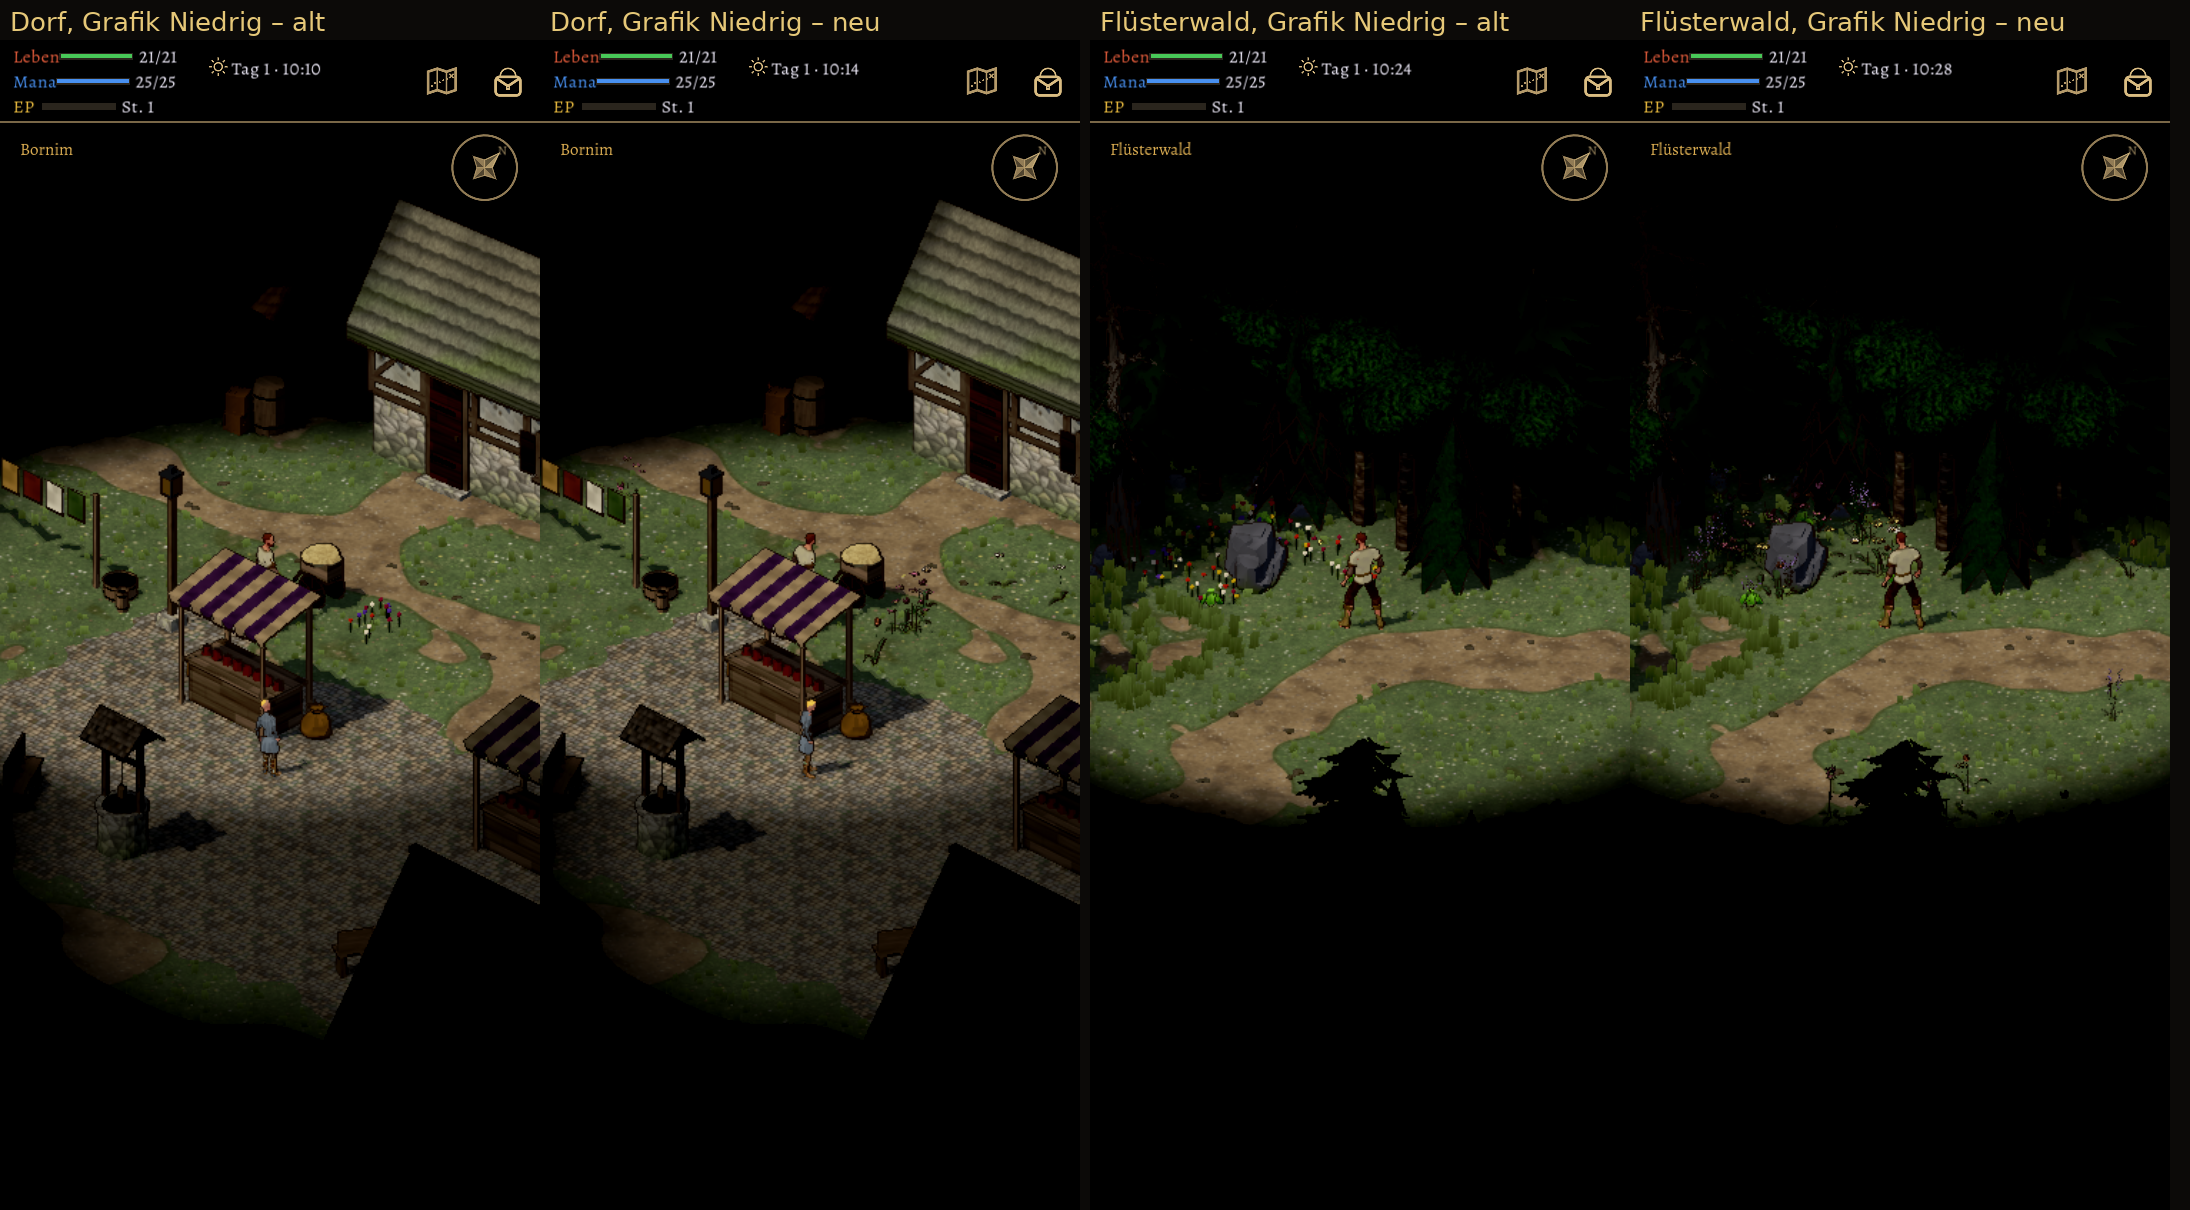 Dorf, Grafik Niedrig – alt
Leben 21/21
Mana 25/25
EP St. 1
Tag 1 · 10:10
Bornim
N
Dorf, Grafik Niedrig – neu
Leben 21/21
Mana 25/25
EP St. 1
Tag 1 · 10:14
Bornim
N
Flüsterwald, Grafik Niedrig – alt
Leben 21/21
Mana 25/25
EP St. 1
Tag 1 · 10:24
Flüsterwald
N
Flüsterwald, Grafik Niedrig – neu
Leben 21/21
Mana 25/25
EP St. 1
Tag 1 · 10:28
Flüsterwald
N